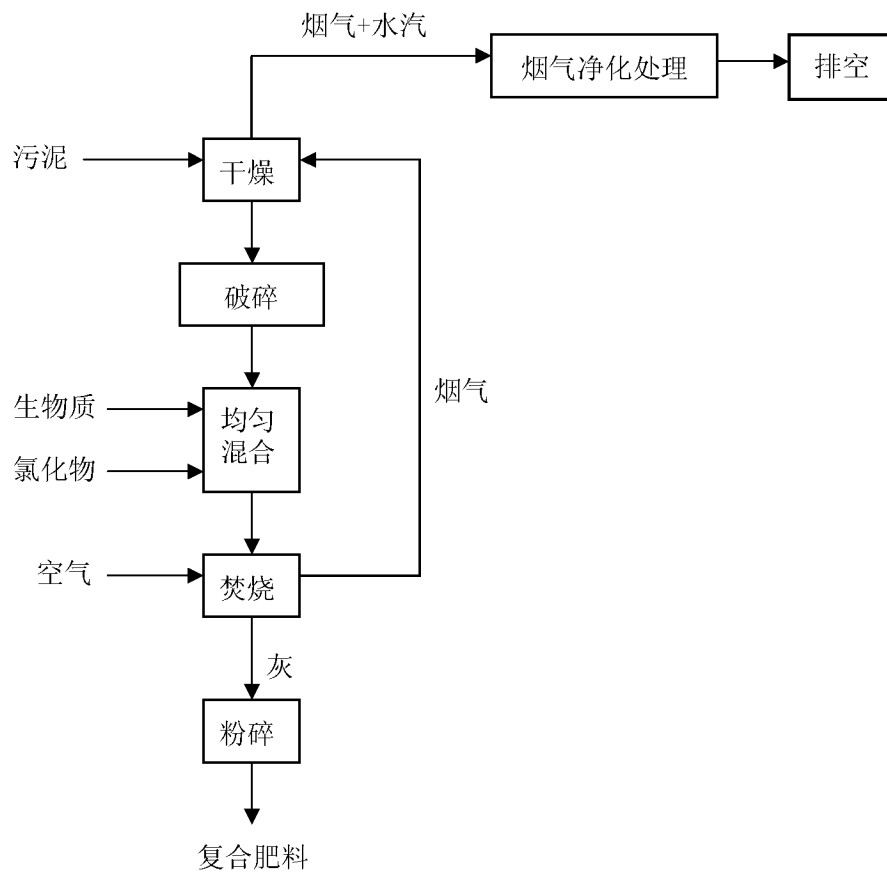 烟气+水汽
烟气净化处理
排空
污泥
干燥
破碎
生物质
均匀
混合
烟气
氯化物
空气
焚烧
灰
粉碎
复合肥料